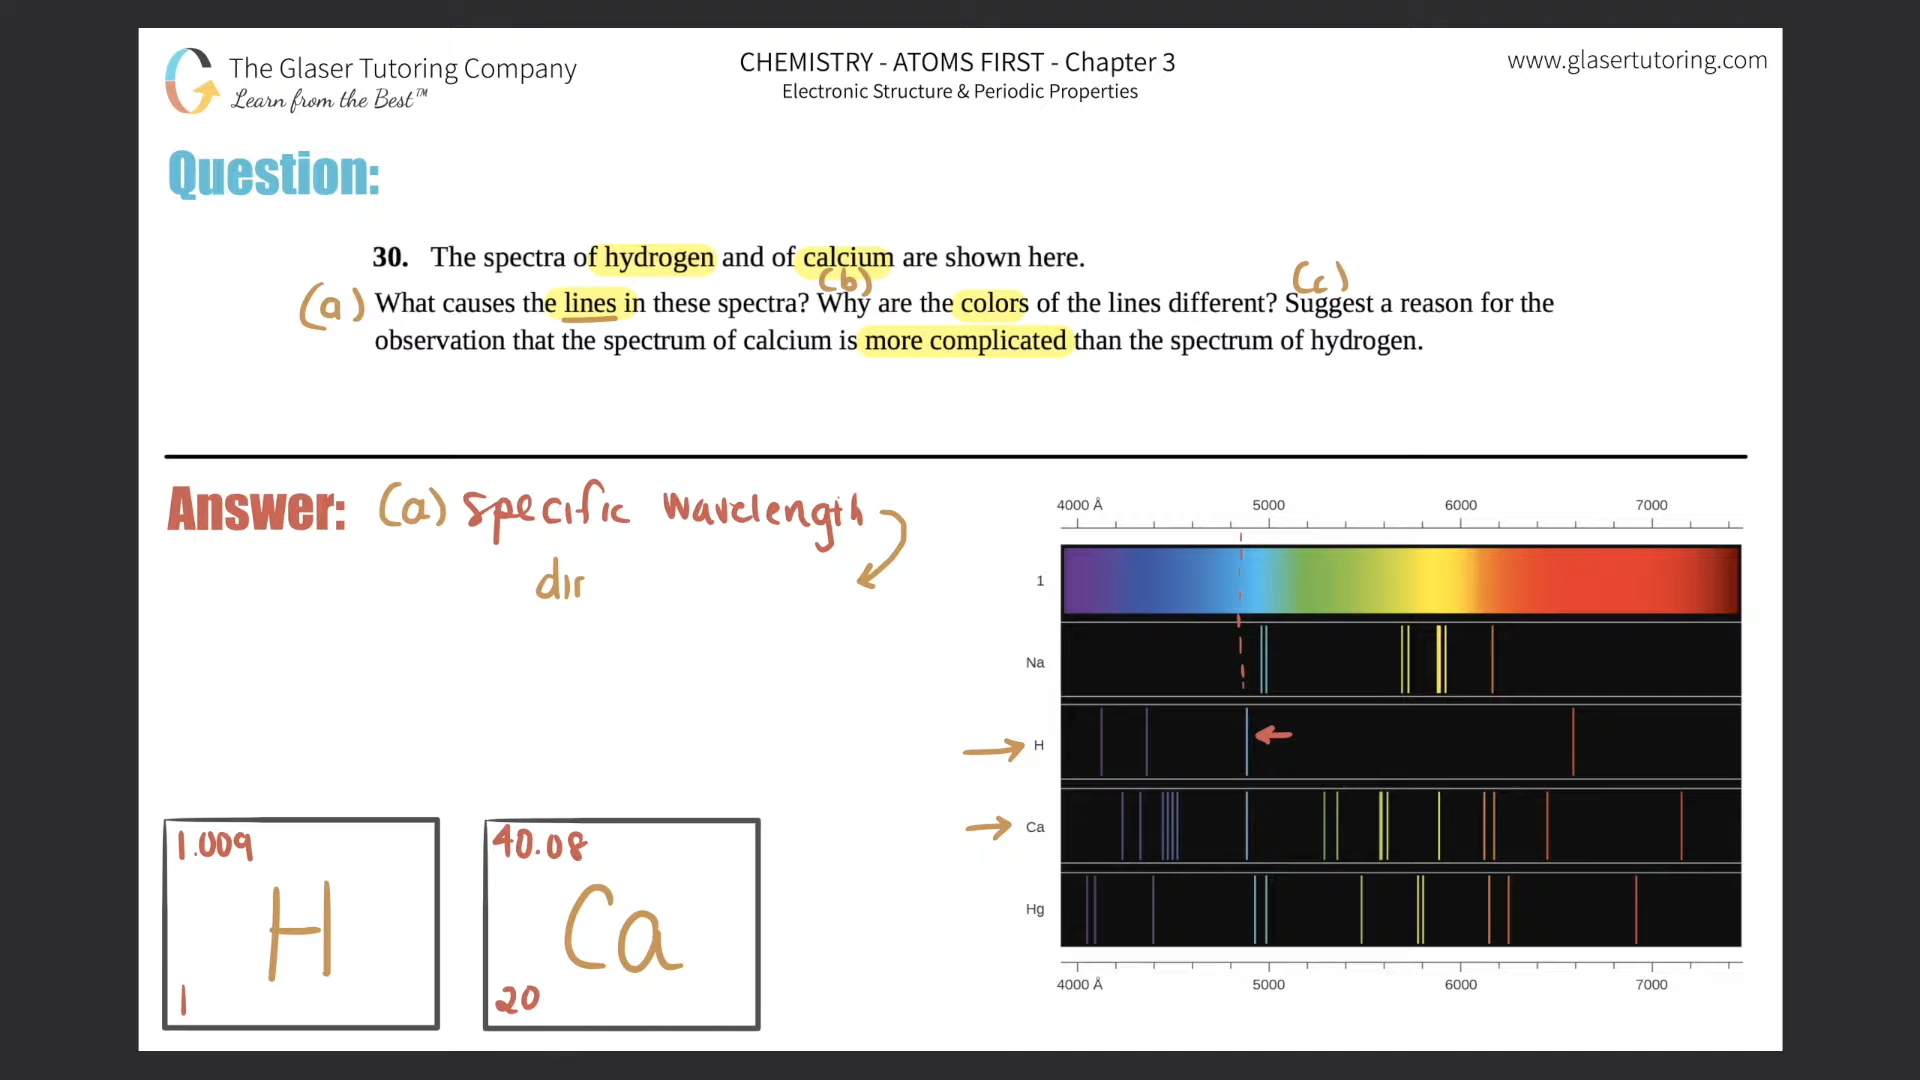 The Glaser Tutoring Company
Learn from the Best™
CHEMISTRY - ATOMS FIRST - Chapter 3
Electronic Structure & Periodic Properties
www.glasertutoring.com
Question:
30. The spectra of hydrogen and of calcium are shown here.
(b) (c)
(a) What causes the lines in these spectra? Why are the colors of the lines different? Suggest a reason for the
observation that the spectrum of calcium is more complicated than the spectrum of hydrogen.
Answer: (a) specific wavelength
dir
4000 Å 5000 6000 7000
1
Na
H
Ca
Hg
4000 Å 5000 6000 7000
1.009
H
1
40.08
Ca
20